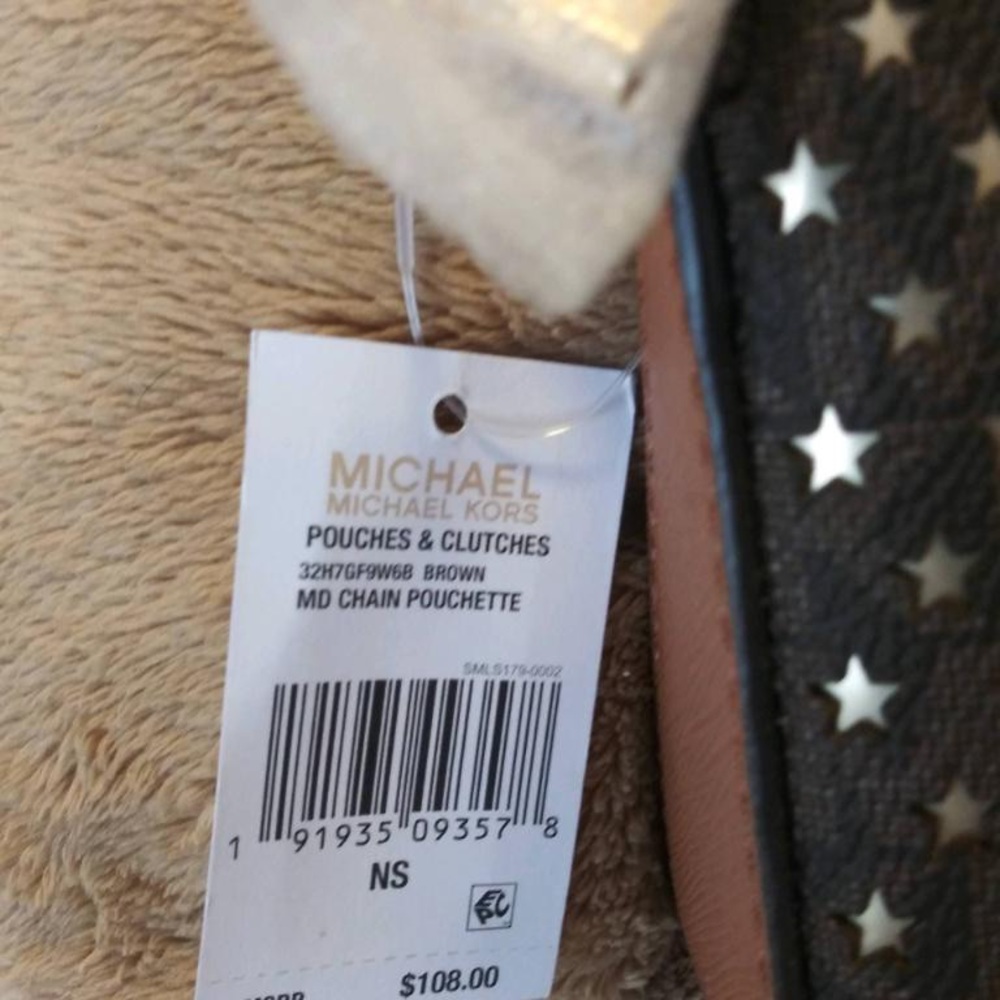 MICHAEL
MICHAEL KORS
POUCHES & CLUTCHES
32H7GF9W6B BROWN
MD CHAIN POUCHETTE
SMLS179-0002
1 91935 09357 8
NS
EPC
$108.00